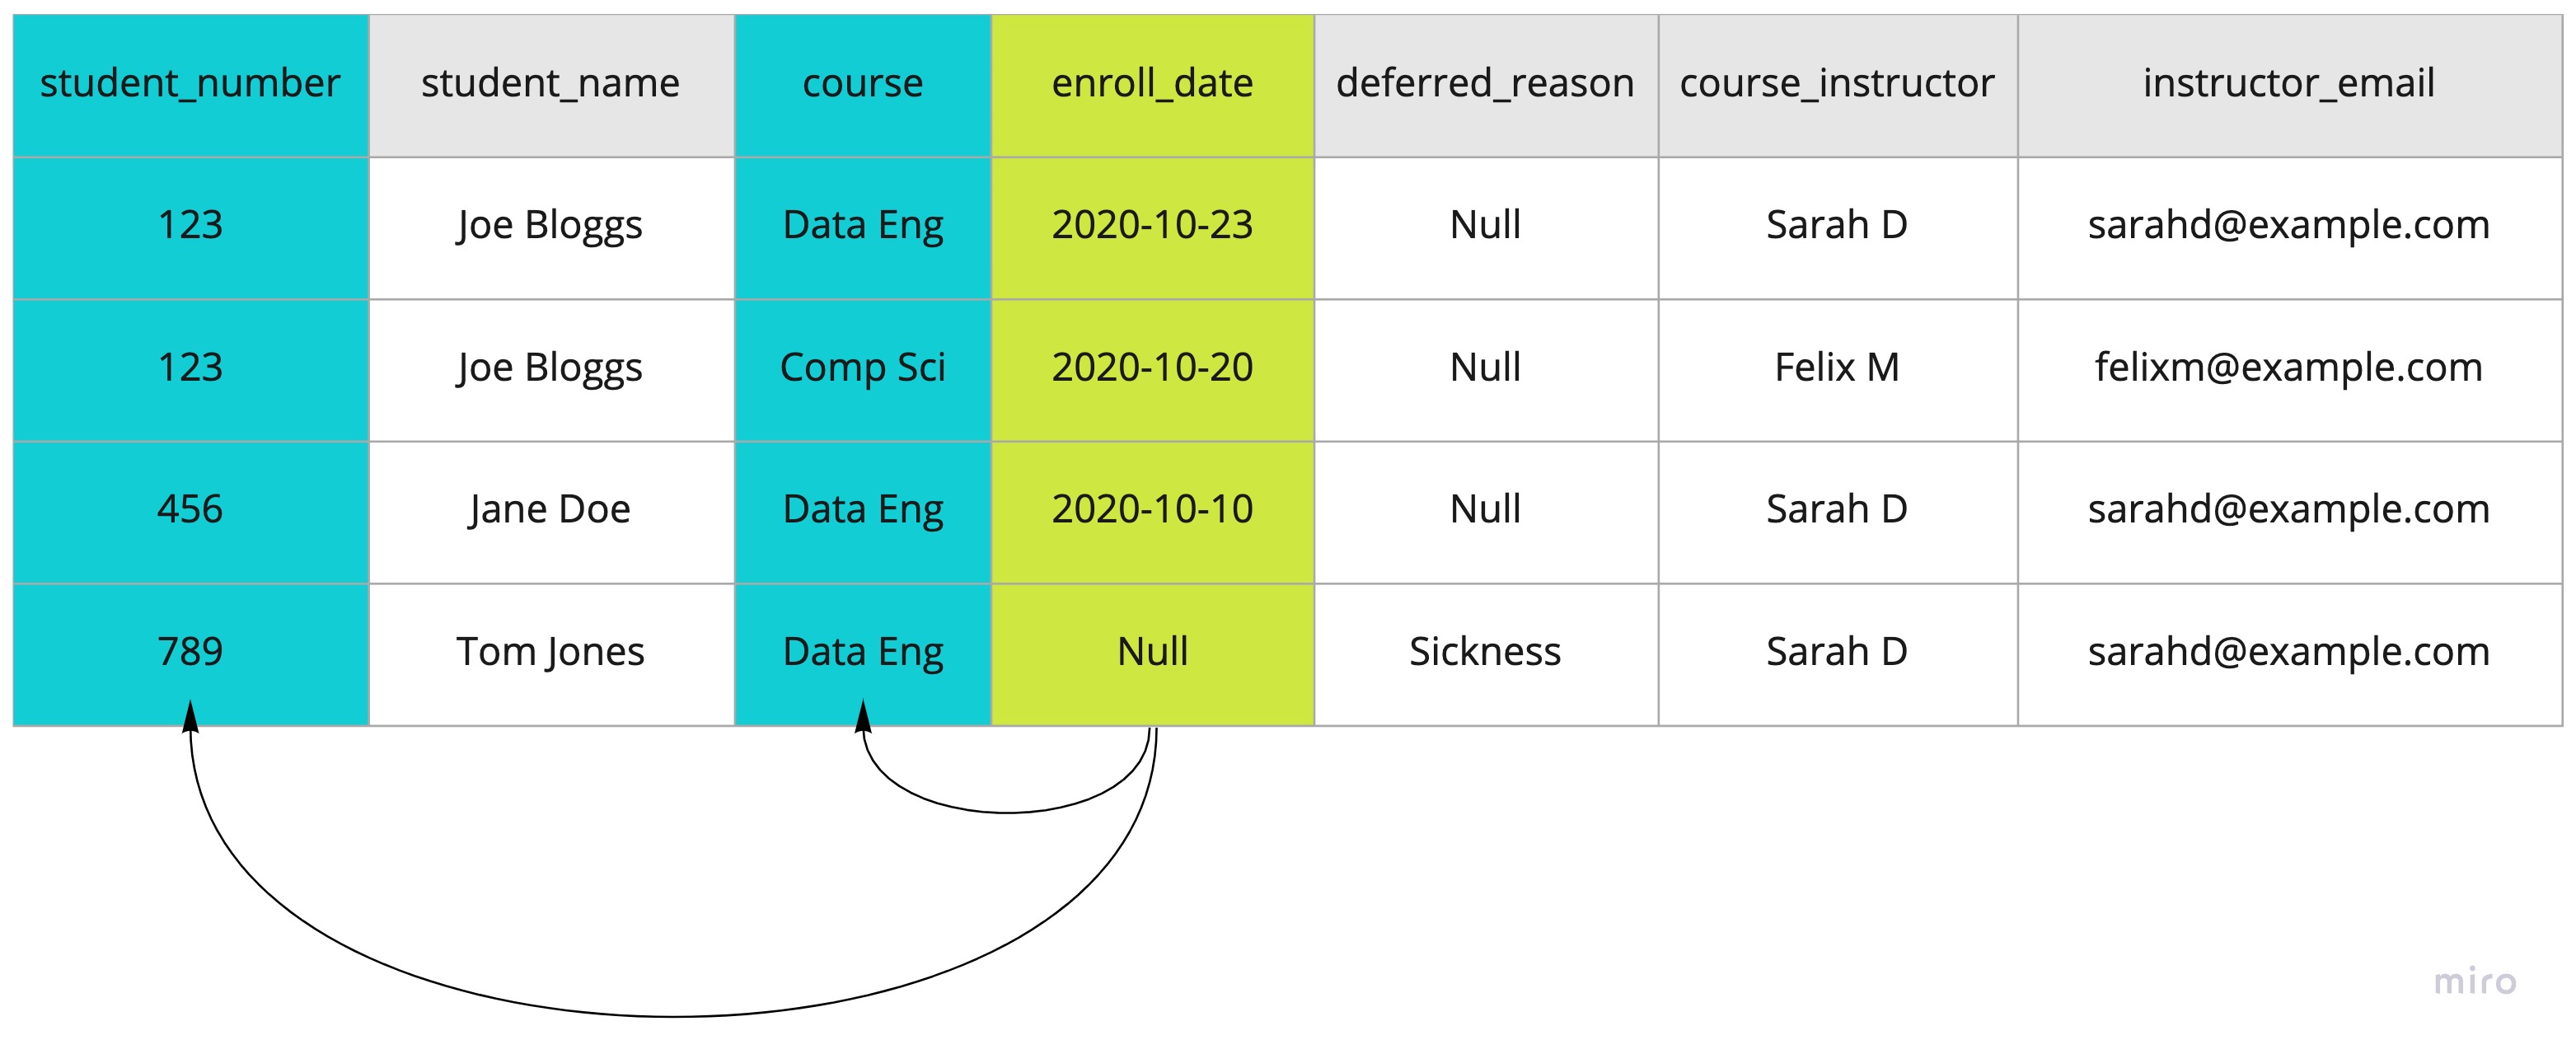 student_number student_name course enroll_date deferred_reason course_instructor instructor_email
123 Joe Bloggs Data Eng 2020-10-23 Null Sarah D sarahd@example.com
123 Joe Bloggs Comp Sci 2020-10-20 Null Felix M felixm@example.com
456 Jane Doe Data Eng 2020-10-10 Null Sarah D sarahd@example.com
789 Tom Jones Data Eng Null Sickness Sarah D sarahd@example.com
miro